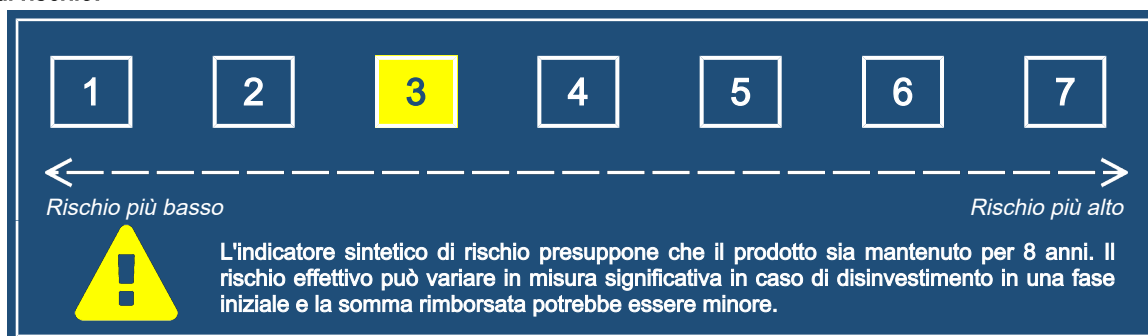 1 2 3 4 5 6 7
Rischio più basso Rischio più alto
L'indicatore sintetico di rischio presuppone che il prodotto sia mantenuto per 8 anni. Il
rischio effettivo può variare in misura significativa in caso di disinvestimento in una fase
iniziale e la somma rimborsata potrebbe essere minore.